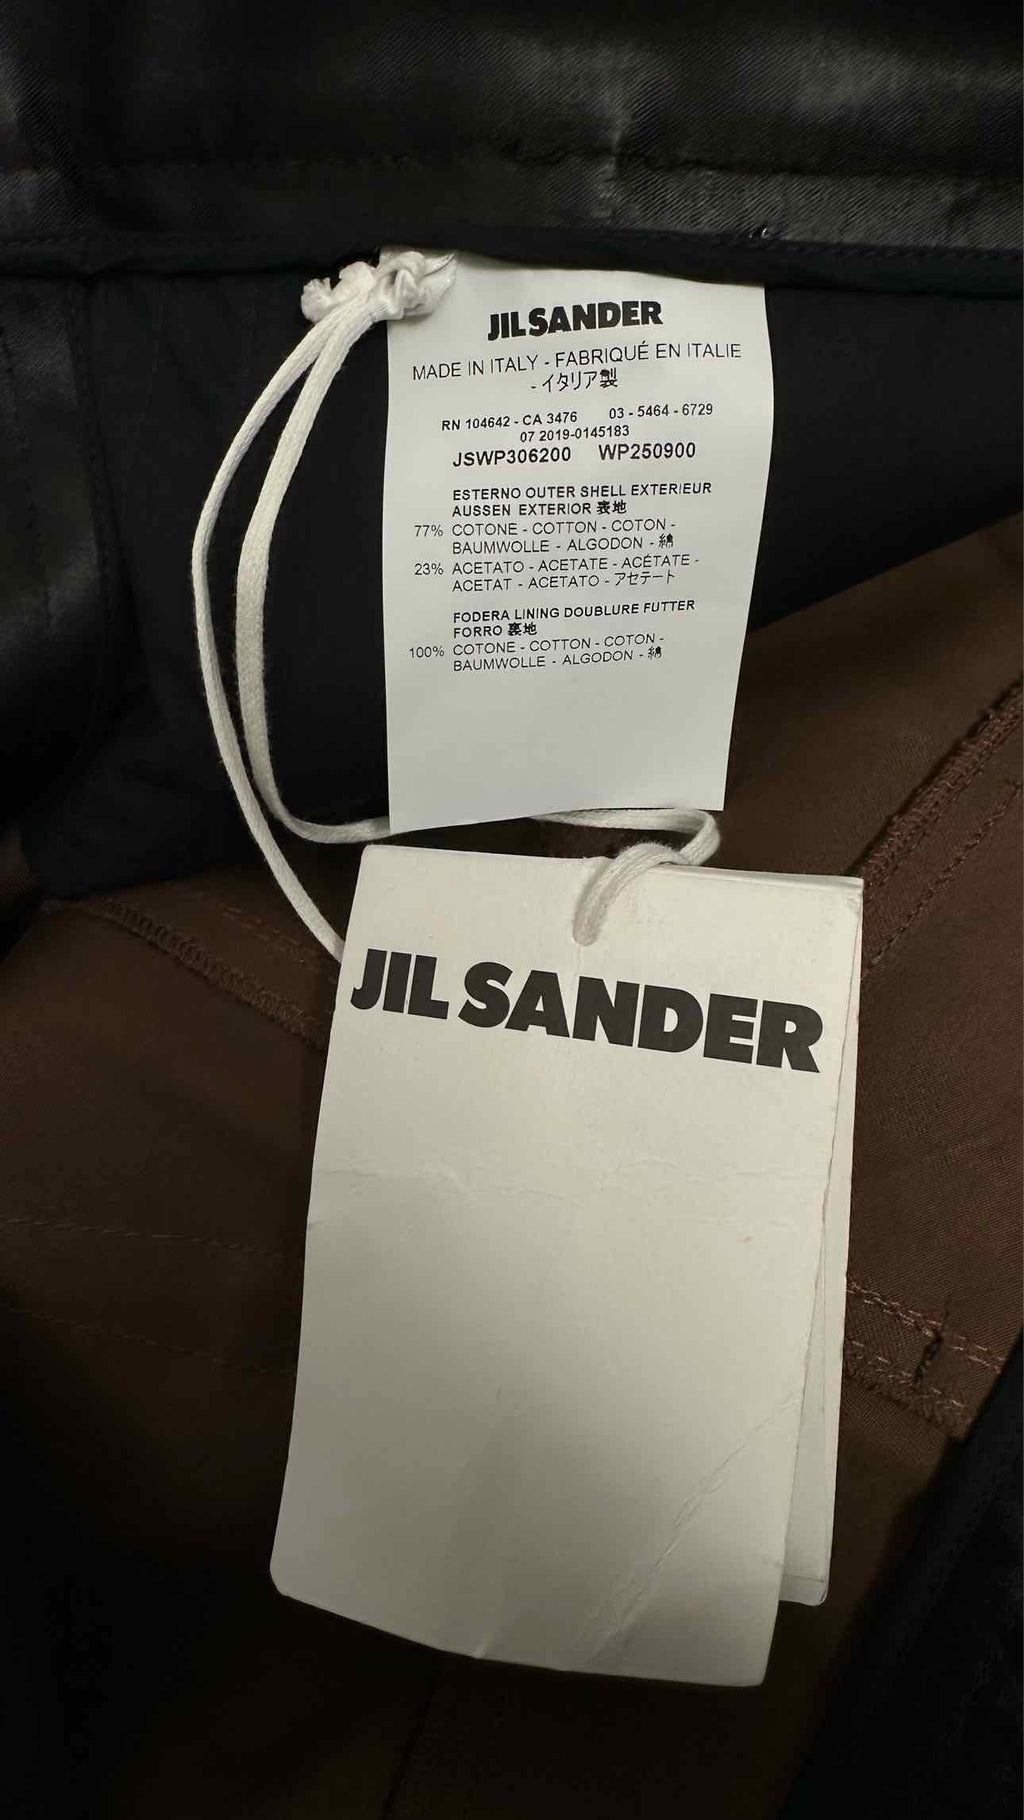 JIL SANDER
MADE IN ITALY - FABRIQUÉ EN ITALIE
- イタリア製
RN 104642 - CA 3476 03 - 5464 - 6729
07 2019-0145183
JSWP306200 WP250900
ESTERNO OUTER SHELL EXTERIEUR
AUSSEN EXTERIOR 表地
77% COTONE - COTTON - COTON -
BAUMWOLLE - ALGODON - 綿
23% ACETATO - ACETATE - ACÉTATE -
ACETAT - ACETATO - アセテート
FODERA LINING DOUBLURE FUTTER
FORRO 裏地
100% COTONE - COTTON - COTON -
BAUMWOLLE - ALGODON - 綿
JIL SANDER